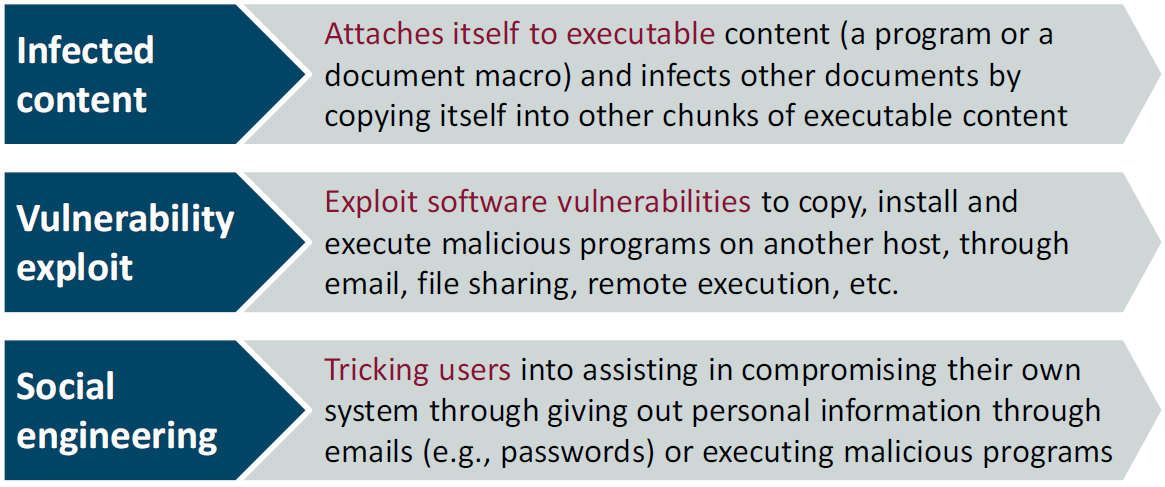 Infected
content
Attaches itself to executable content (a program or a
document macro) and infects other documents by
copying itself into other chunks of executable content
Vulnerability
exploit
Exploit software vulnerabilities to copy, install and
execute malicious programs on another host, through
email, file sharing, remote execution, etc.
Social
engineering
Tricking users into assisting in compromising their own
system through giving out personal information through
emails (e.g., passwords) or executing malicious programs